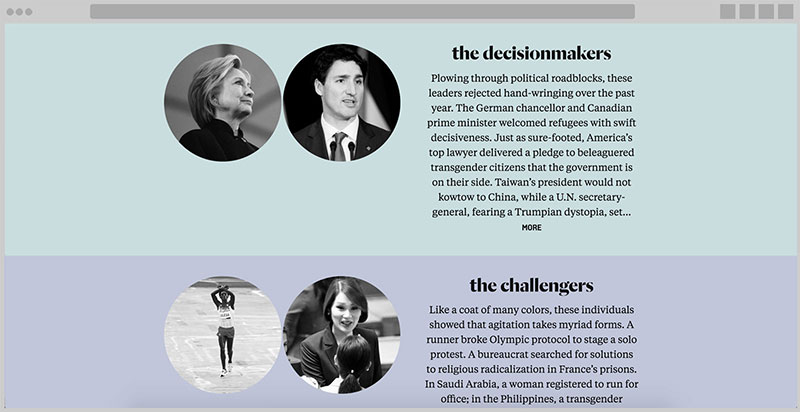 the decisionmakers
Plowing through political roadblocks, these
leaders rejected hand-wringing over the past
year. The German chancellor and Canadian
prime minister welcomed refugees with swift
decisiveness. Just as sure-footed, America’s
top lawyer delivered a pledge to beleaguered
transgender citizens that the government is
on their side. Taiwan’s president would not
kowtow to China, while a U.N. secretary-
general, fearing a Trumpian dystopia, set...
MORE
the challengers
Like a coat of many colors, these individuals
showed that agitation takes myriad forms. A
runner broke Olympic protocol to stage a solo
protest. A bureaucrat searched for solutions
to religious radicalization in France’s prisons.
In Saudi Arabia, a woman registered to run for
office; in the Philippines, a transgender